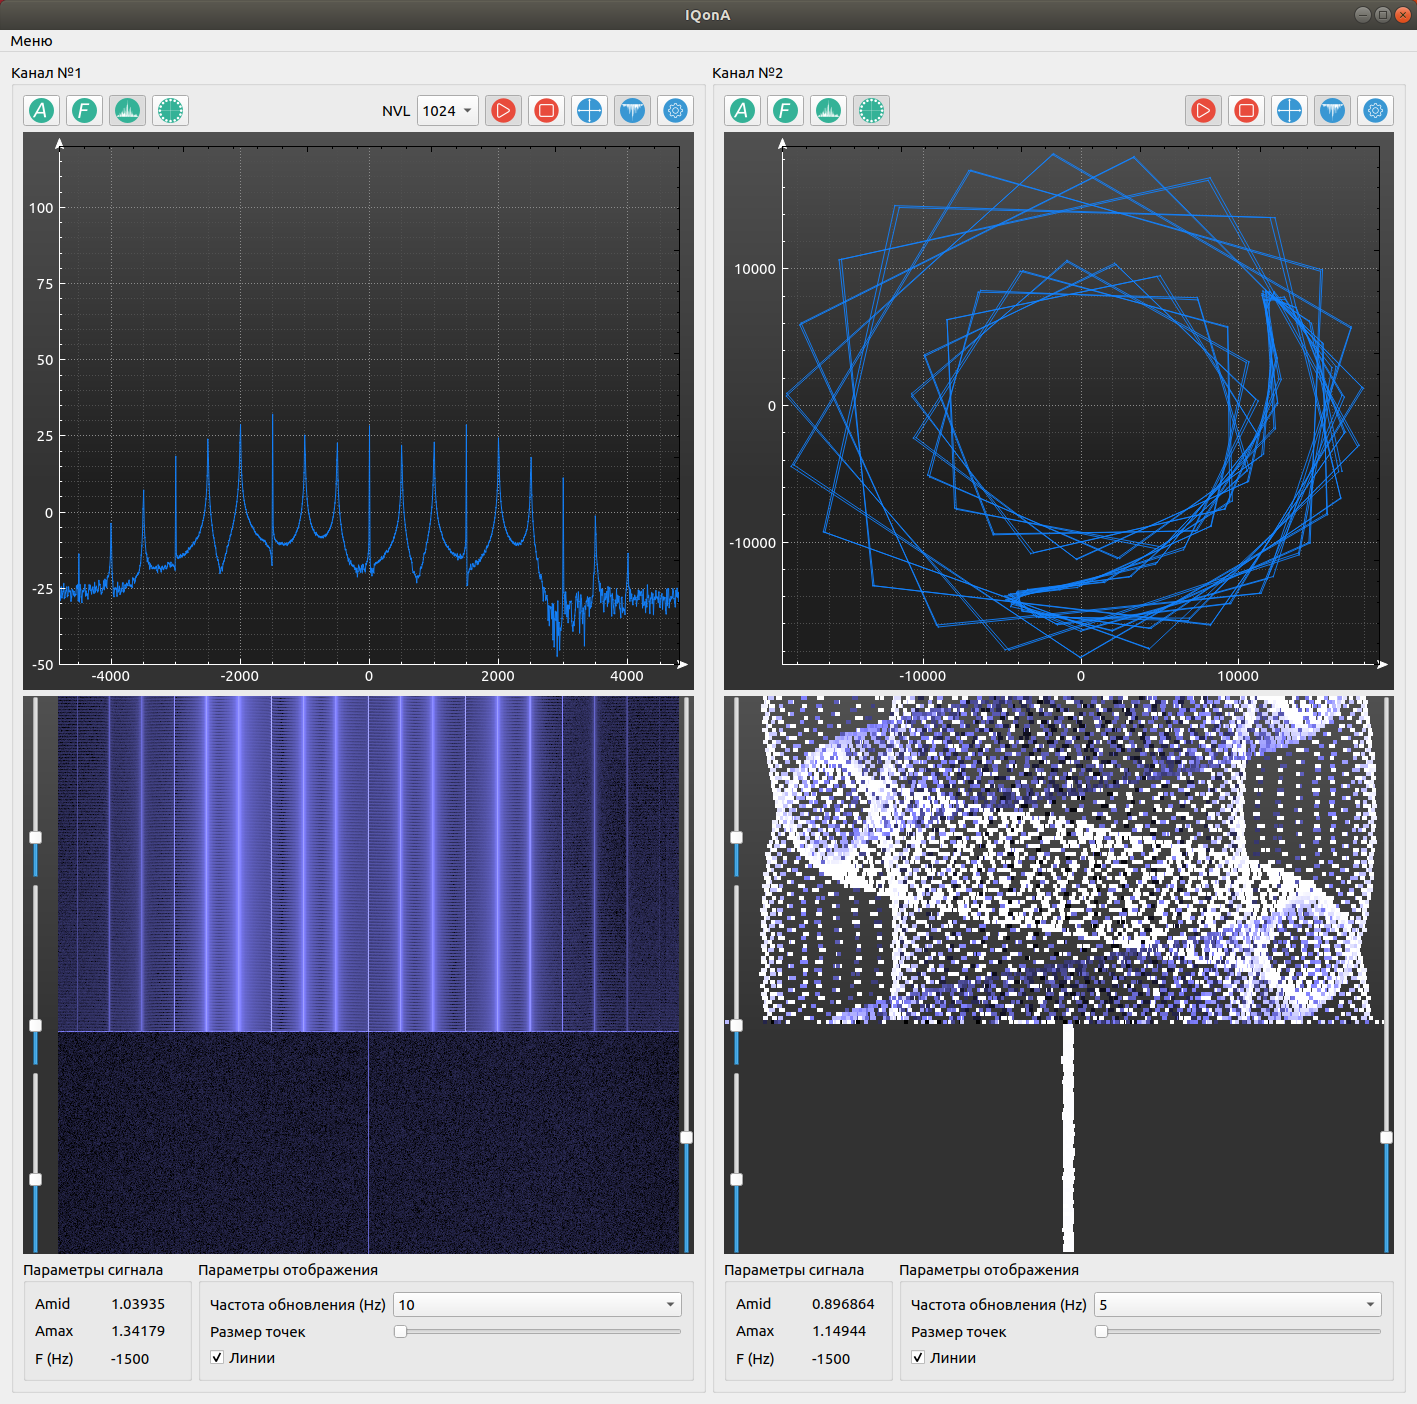 IQonA
Меню
Канал №1
A F NVL 1024
100
75
50
25
0
-25
-50
-4000 -2000 0 2000 4000
Параметры сигнала
Amid 1.03935
Amax 1.34179
F (Hz) -1500
Параметры отображения
Частота обновления (Hz) 10
Размер точек
Линии
Канал №2
A F
10000
0
-10000
-10000 0 10000
Параметры сигнала
Amid 0.896864
Amax 1.14944
F (Hz) -1500
Параметры отображения
Частота обновления (Hz) 5
Размер точек
Линии